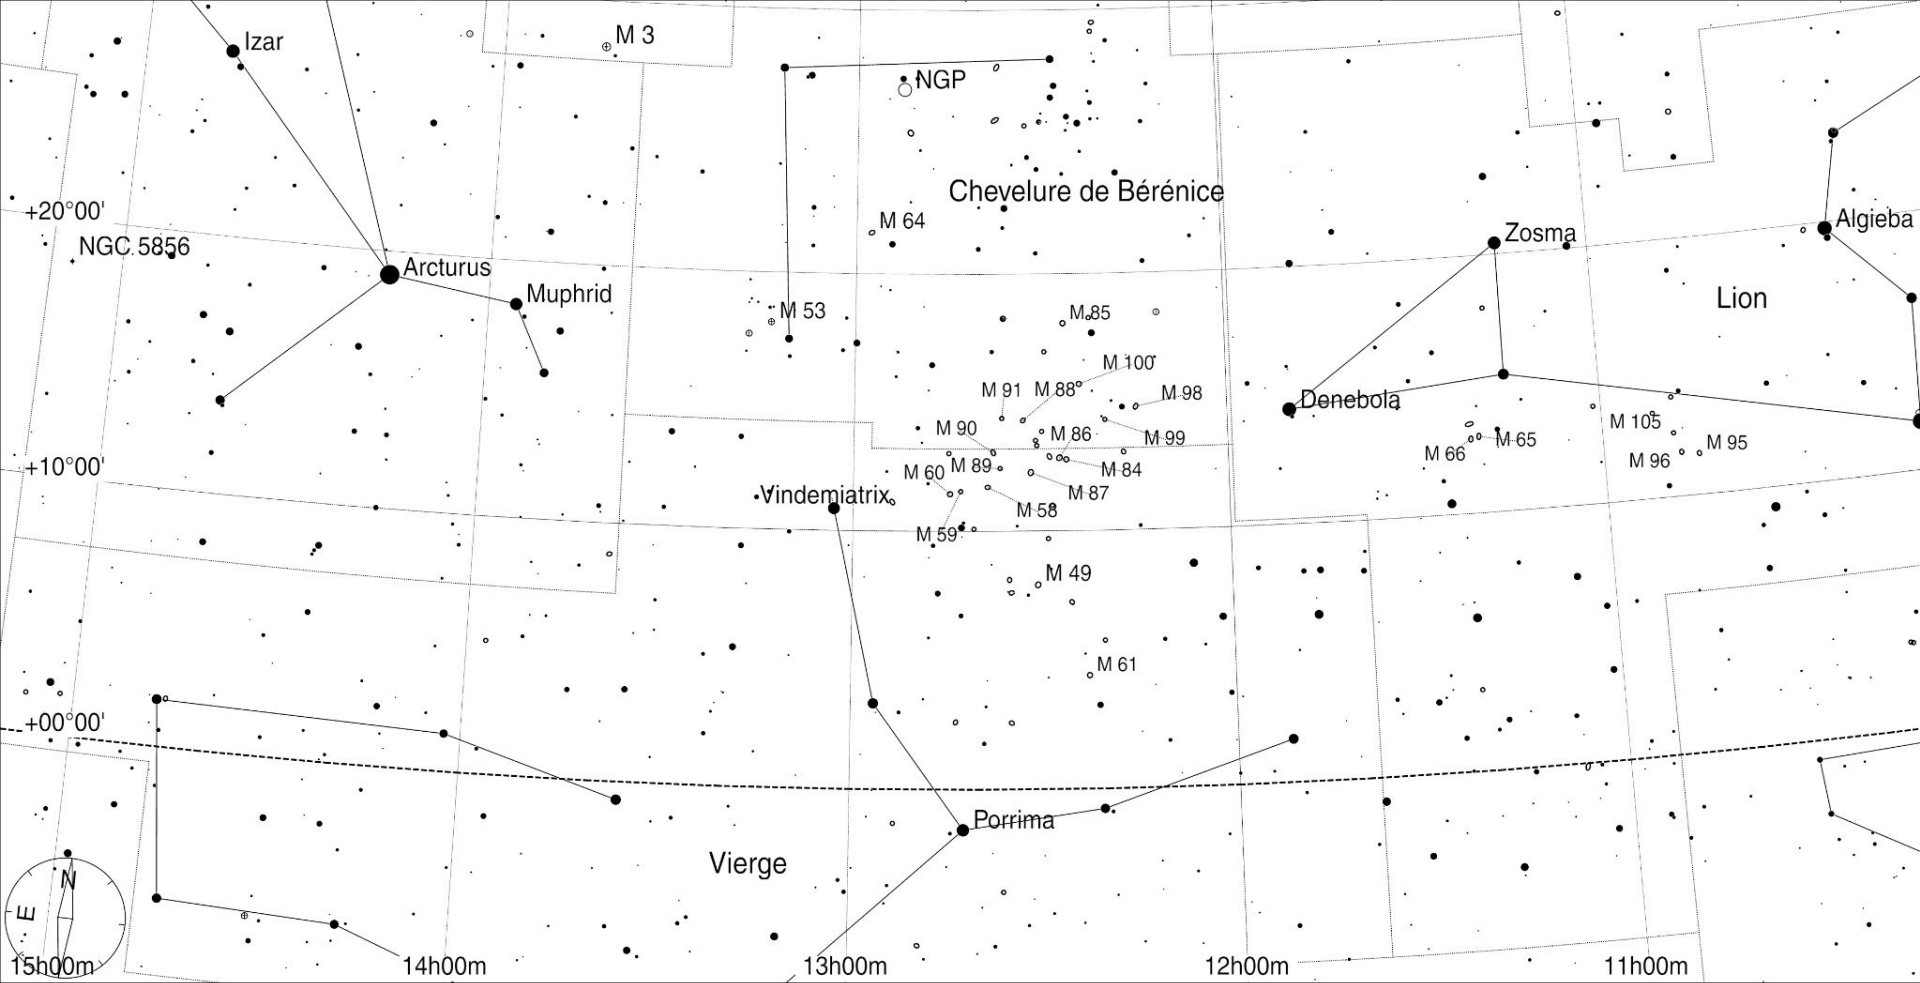 Izar
M 3
NGP
Chevelure de Bérénice
+20°00'
NGC 5856
Arcturus
Muphrid
M 64
Zosma
Algieba
Lion
M 53
M 85
M 100
M 91
M 88
M 98
Denebola
M 90
M 86
M 99
M 105
M 66
M 65
M 95
M 96
+10°00'
M 60
M 89
M 84
Vindemiatrix
M 87
M 58
M 59
M 49
M 61
+00°00'
Porrima
Vierge
N
E
15h00m
14h00m
13h00m
12h00m
11h00m